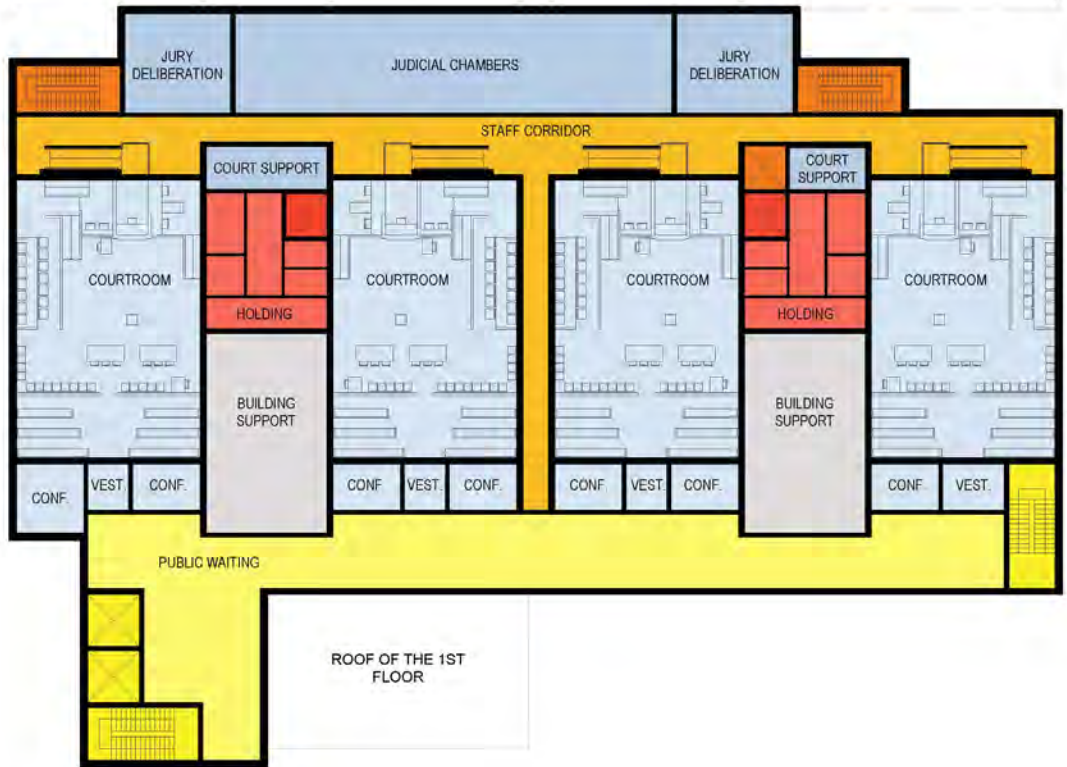 JURY
DELIBERATION
JUDICIAL CHAMBERS
JURY
DELIBERATION
STAFF CORRIDOR
COURT SUPPORT
COURT
SUPPORT
COURTROOM
COURTROOM
COURTROOM
COURTROOM
HOLDING
HOLDING
BUILDING
SUPPORT
BUILDING
SUPPORT
CONF.
VEST.
CONF.
CONF
VEST.
CONF.
CONF.
VEST.
CONF.
CONF.
VEST.
PUBLIC WAITING
ROOF OF THE 1ST
FLOOR